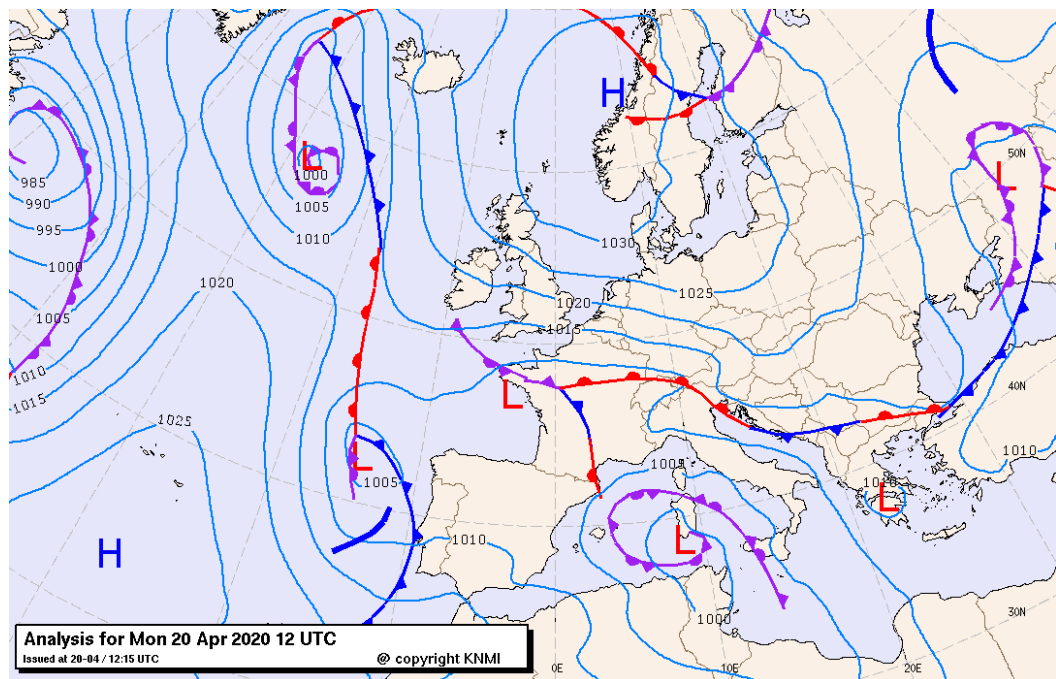 H
50N
L
L
1000
985
1005
990
995
1010
1030
1000
1020
1025
1020
1005
1015
1010
40N
L
1015
1025
1010
L
1005
1005
1010
L
L
1010
H
1000
30N
Analysis for Mon 20 Apr 2020 12 UTC
Issued at 20-04 / 12:15 UTC
@ copyright KNMI
0E
10E
20E